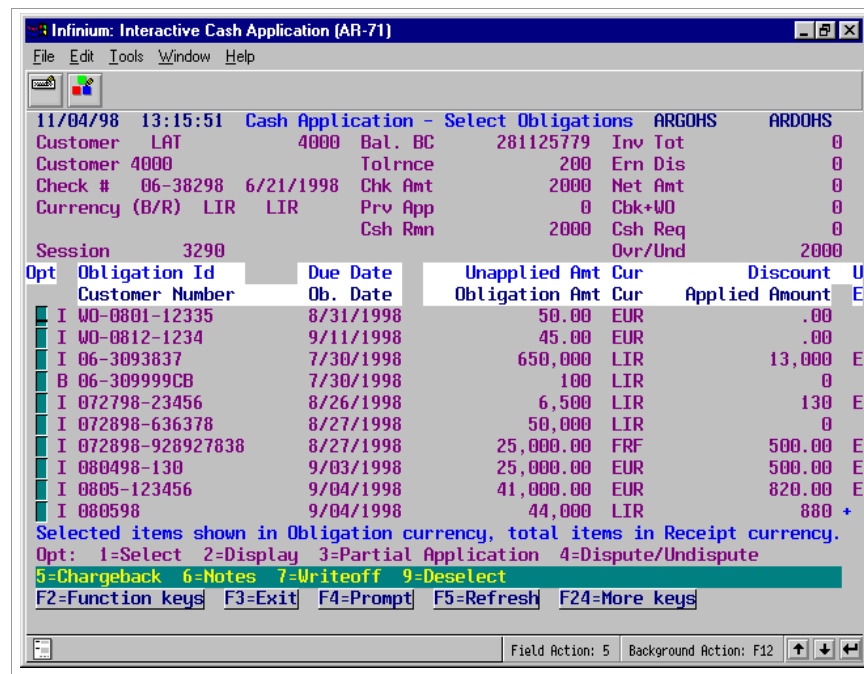 Infinium: Interactive Cash Application (AR-71)
File Edit Tools Window Help
11/04/98 13:15:51 Cash Application - Select Obligations ARGOHS ARDOHS
Customer LAT 4000 Bal. BC 281125779 Inv Tot 0
Customer 4000 Tolrnce 200 Ern Dis 0
Check # 06-38298 6/21/1998 Chk Amt 2000 Net Amt 0
Currency (B/R) LIR LIR Prv App 0 Cbk+WO 0
Csh Rmn 2000 Csh Req 0
Session 3290 Ovr/Und 2000
Opt Obligation Id Due Date Unapplied Amt Cur Discount U
Customer Number Ob. Date Obligation Amt Cur Applied Amount E
I WO-0801-12335 8/31/1998 50.00 EUR .00
I WO-0812-1234 9/11/1998 45.00 EUR .00
I 06-3093837 7/30/1998 650,000 LIR 13,000 E
B 06-309999CB 7/30/1998 100 LIR 0
I 072798-23456 8/26/1998 6,500 LIR 130 E
I 072898-636378 8/27/1998 50,000 LIR 0
I 072898-928927838 8/27/1998 25,000.00 FRF 500.00 E
I 080498-130 9/03/1998 25,000.00 EUR 500.00 E
I 0805-123456 9/04/1998 41,000.00 EUR 820.00 E
I 080598 9/04/1998 44,000 LIR 880 +
Selected items shown in Obligation currency, total items in Receipt currency.
Opt: 1=Select 2=Display 3=Partial Application 4=Dispute/Undispute
5=Chargeback 6=Notes 7=Writeoff 9=Deselect
F2=Function keys F3=Exit F4=Prompt F5=Refresh F24=More keys
Field Action: 5 Background Action: F12